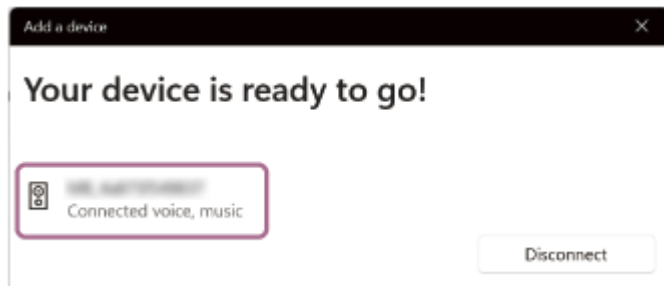 Add a device
Your device is ready to go!
Connected voice, music
Disconnect